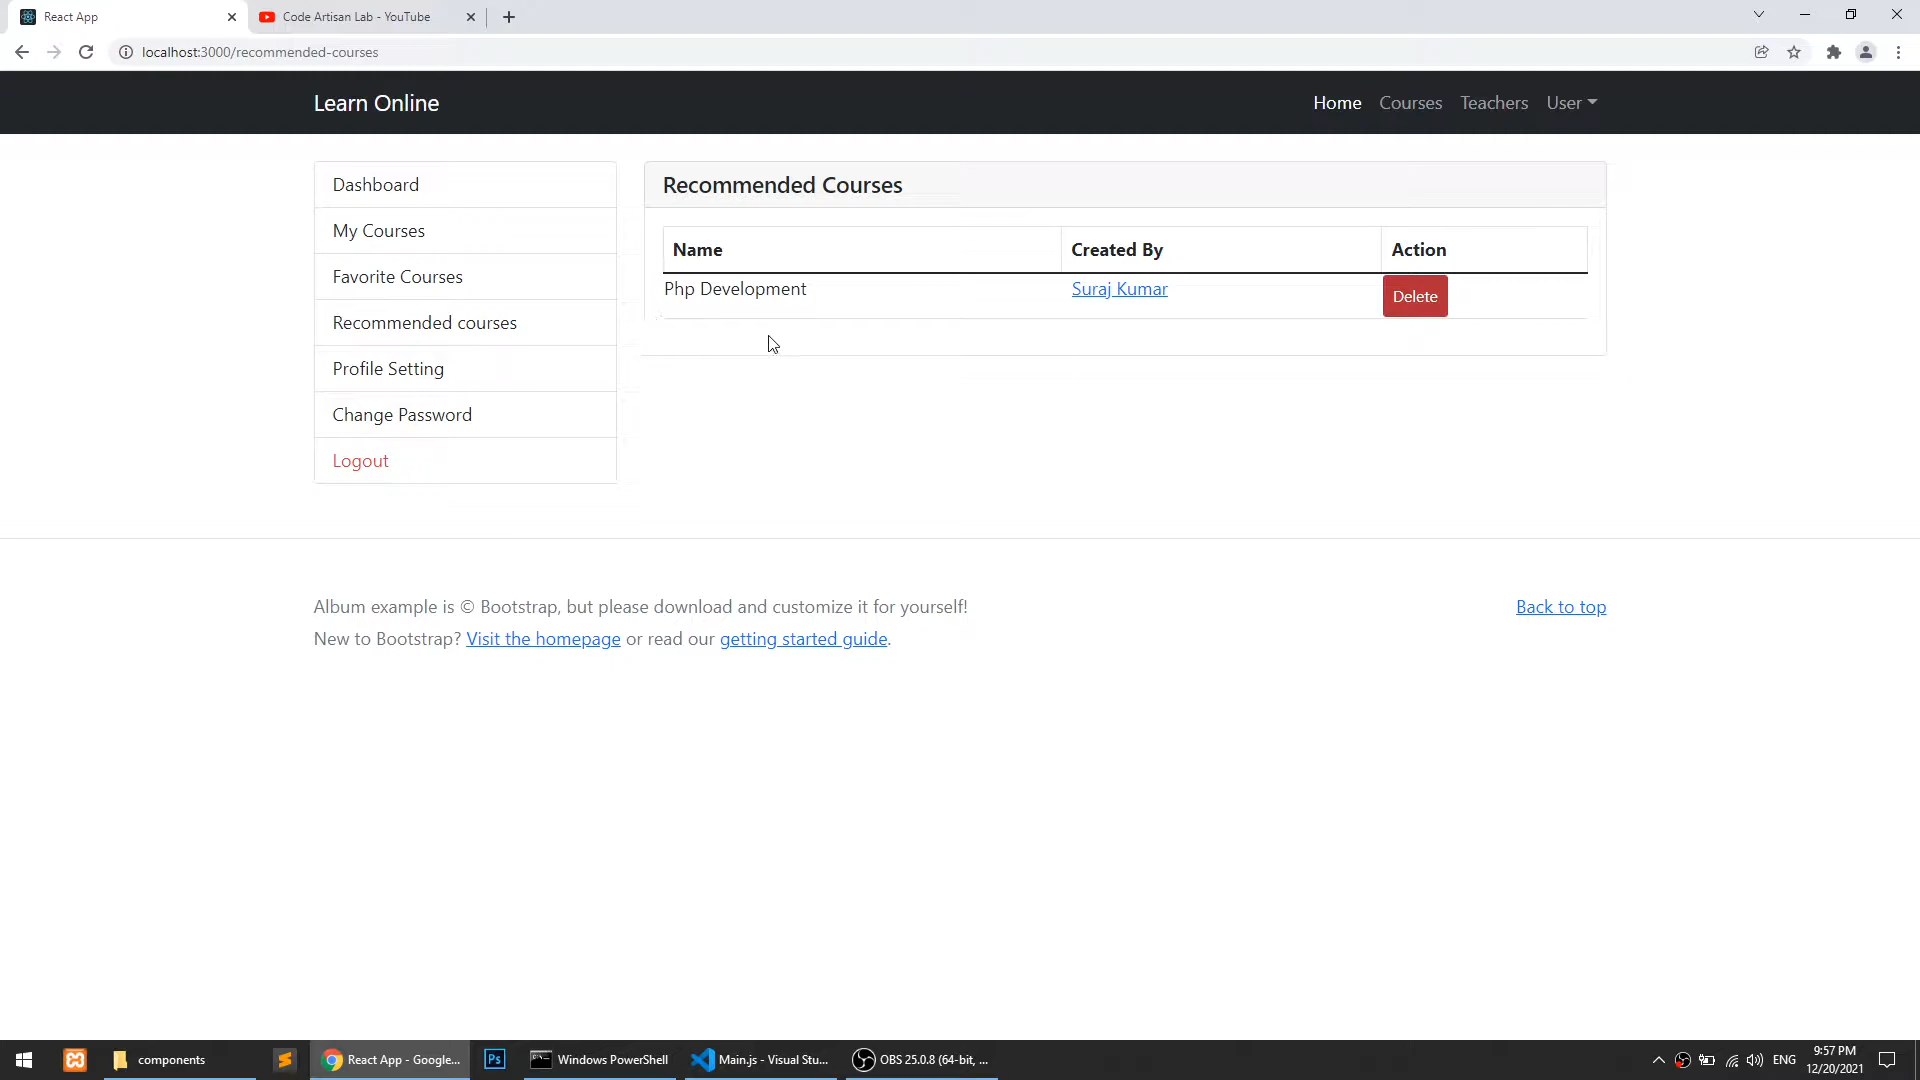 React App
Code Artisan Lab - YouTube
localhost:3000/recommended-courses
Learn Online
Home
Courses
Teachers
User
Dashboard
My Courses
Favorite Courses
Recommended courses
Profile Setting
Change Password
Logout
Recommended Courses
Name
Created By
Action
Php Development
Suraj Kumar
Delete
Album example is © Bootstrap, but please download and customize it for yourself!
New to Bootstrap? Visit the homepage or read our getting started guide.
Back to top
components
React App - Google...
Ps
Windows PowerShell
Main.js - Visual Stu...
OBS 25.0.8 (64-bit, ...
ENG
9:57 PM
12/20/2021